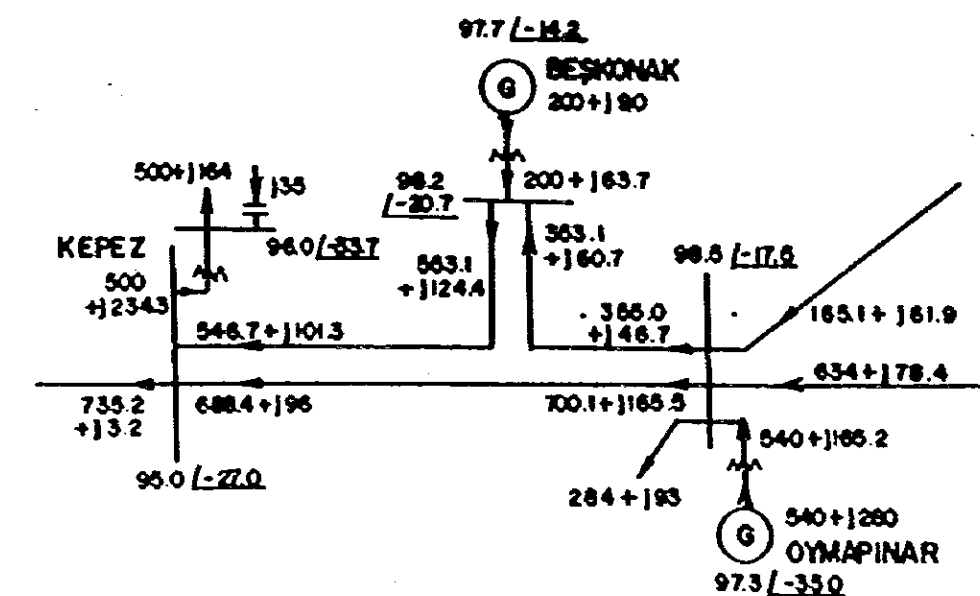 97.7 /-14.2
G
BEŞKONAK
200+j90
500+j164
j35
98.2
/-20.7
200+j63.7
KEPEZ
96.0 /-33.7
500
+j234.3
563.1
+j124.4
363.1
+j60.7
98.5 /-17.5
546.7+j101.3
365.0
+j46.7
165.1+j61.9
735.2
+j3.2
688.4+j96
700.1+j165.5
634+j78.4
95.0 /-27.0
284+j93
540+j165.2
G
540+j280
OYMAPINAR
97.3 /-35.0